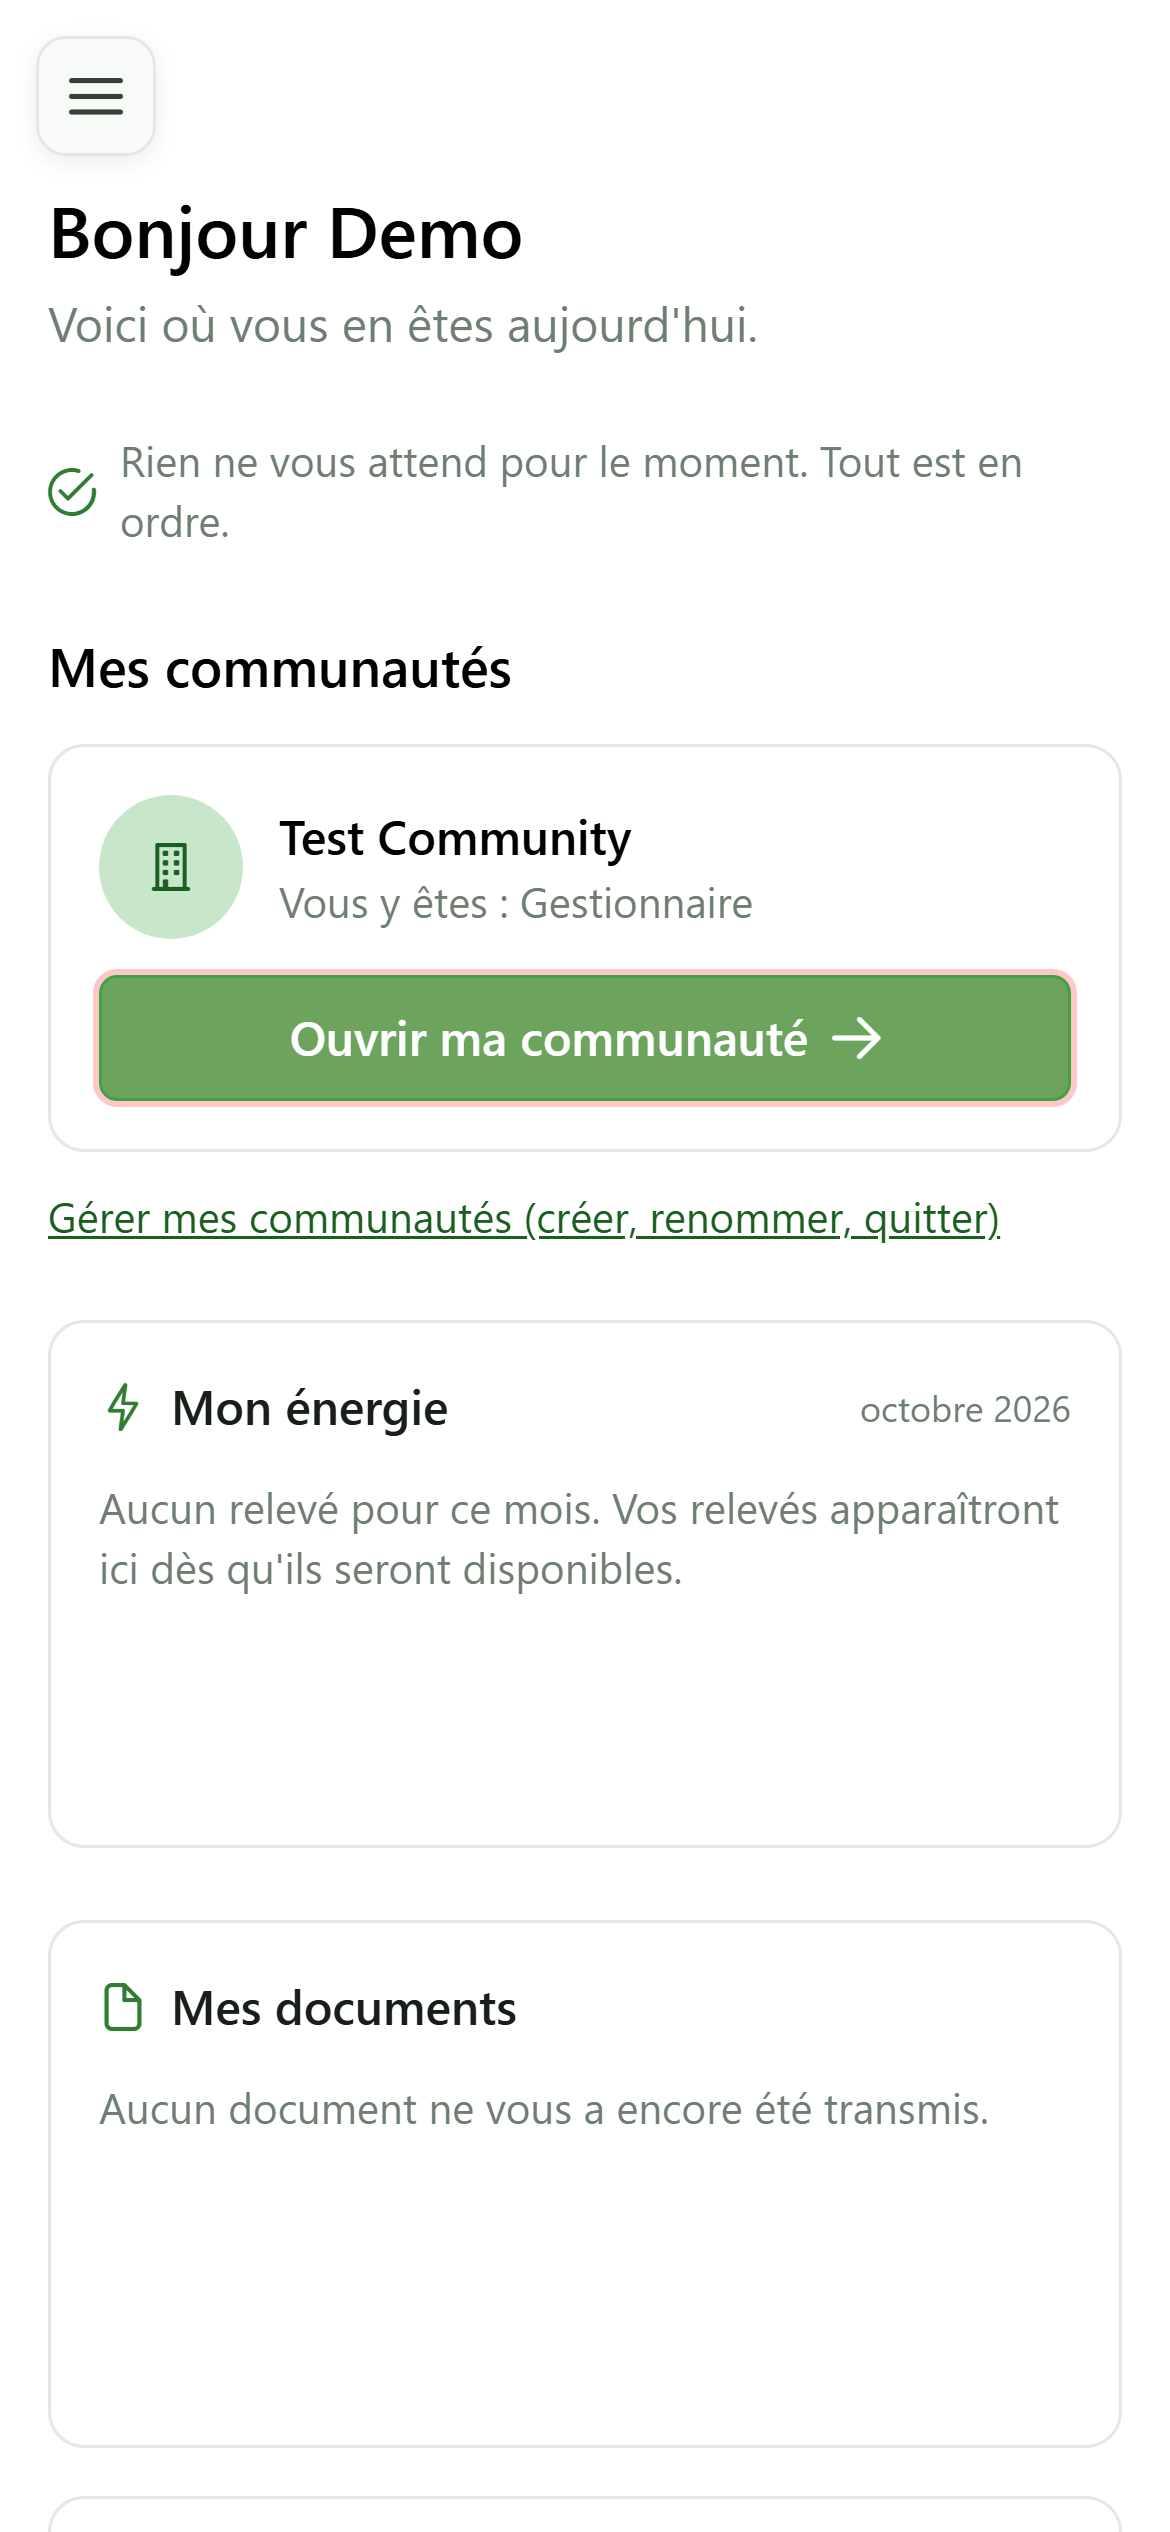 Bonjour Demo
Voici où vous en êtes aujourd'hui.
Rien ne vous attend pour le moment. Tout est en
ordre.
Mes communautés
Test Community
Vous y êtes : Gestionnaire
Ouvrir ma communauté
Gérer mes communautés (créer, renommer, quitter)
Mon énergie
octobre 2026
Aucun relevé pour ce mois. Vos relevés apparaîtront
ici dès qu'ils seront disponibles.
Mes documents
Aucun document ne vous a encore été transmis.